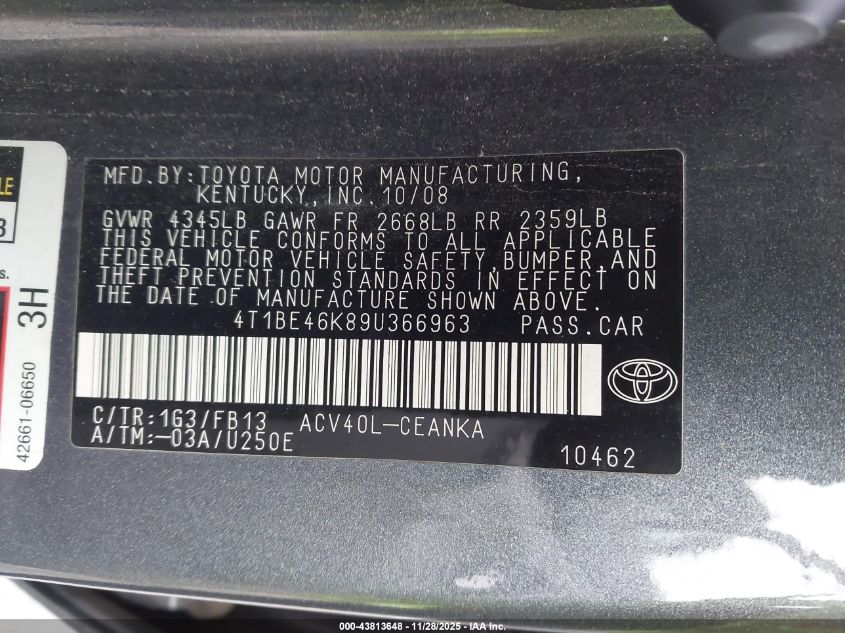 MFD.BY:TOYOTA MOTOR MANUFACTURING,
KENTUCKY, INC. 10/08
GVWR 4345LB GAWR FR 2668LB RR 2359LB
THIS VEHICLE CONFORMS TO ALL APPLICABLE
FEDERAL MOTOR VEHICLE SAFETY, BUMPER, AND
THEFT PREVENTION STANDARDS IN EFFECT ON
THE DATE OF MANUFACTURE SHOWN ABOVE.
4T1BE46K89U366963 PASS.CAR
C/TR:1G3/FB13 ACV40L-CEANKA
A/TM:-03A/U250E
10462
3H
42661-06650
000-43813648 - 11/28/2025 - IAA Inc.